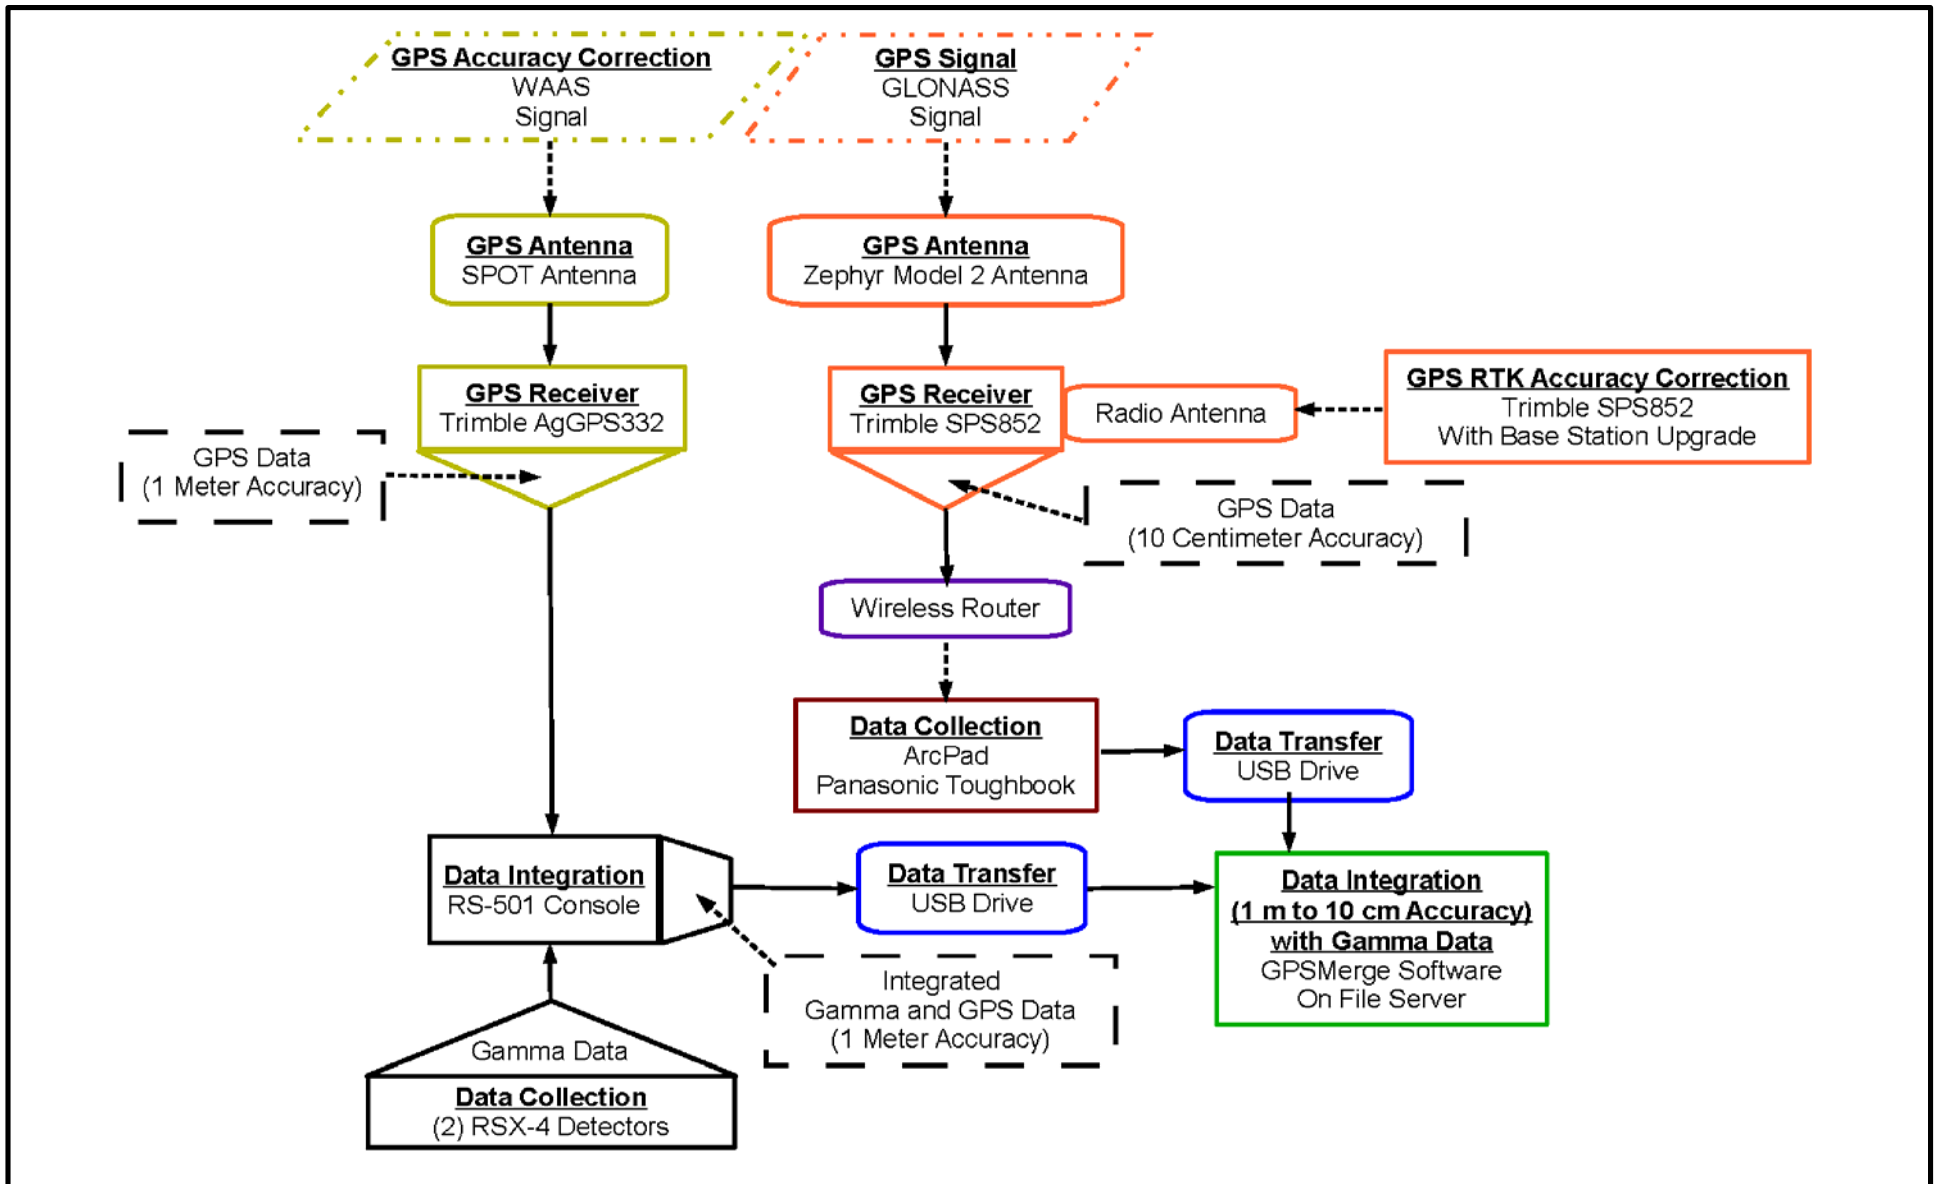 GPS Accuracy Correction
WAAS
Signal
GPS Signal
GLONASS
Signal
GPS Antenna
SPOT Antenna
GPS Antenna
Zephyr Model 2 Antenna
GPS Receiver
Trimble AgGPS332
GPS Receiver
Trimble SPS852
Radio Antenna
GPS RTK Accuracy Correction
Trimble SPS852
With Base Station Upgrade
GPS Data
(1 Meter Accuracy)
GPS Data
(10 Centimeter Accuracy)
Wireless Router
Data Collection
ArcPad
Panasonic Toughbook
Data Transfer
USB Drive
Data Integration
RS-501 Console
Data Transfer
USB Drive
Data Integration
(1 m to 10 cm Accuracy)
with Gamma Data
GPSMerge Software
On File Server
Integrated
Gamma and GPS Data
(1 Meter Accuracy)
Gamma Data
Data Collection
(2) RSX-4 Detectors